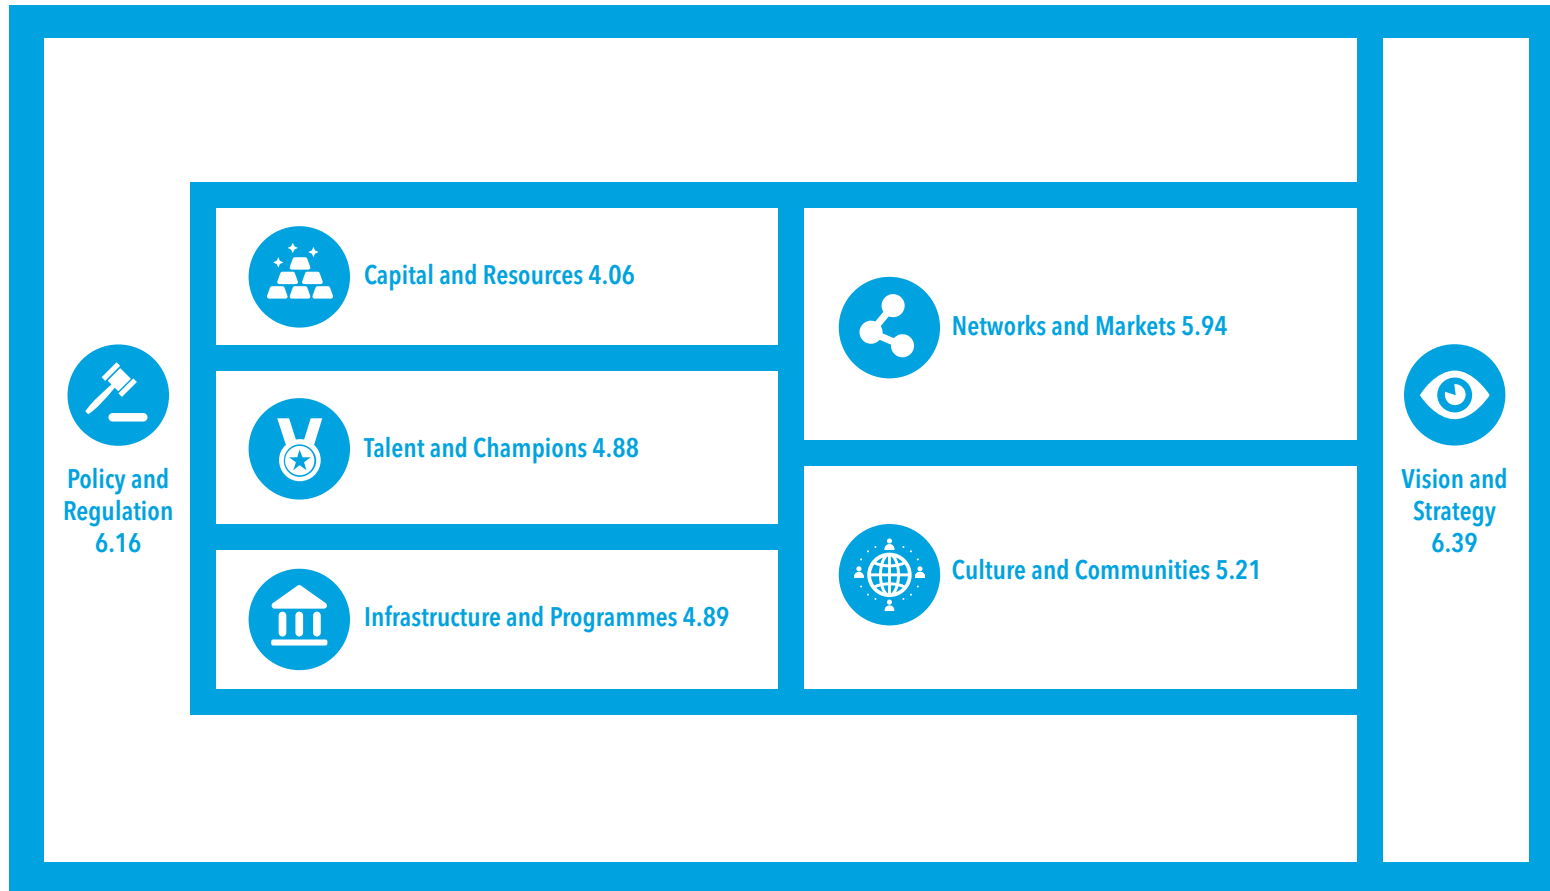 Policy and
Regulation
6.16
Capital and Resources 4.06
Talent and Champions 4.88
Infrastructure and Programmes 4.89
Networks and Markets 5.94
Culture and Communities 5.21
Vision and
Strategy
6.39